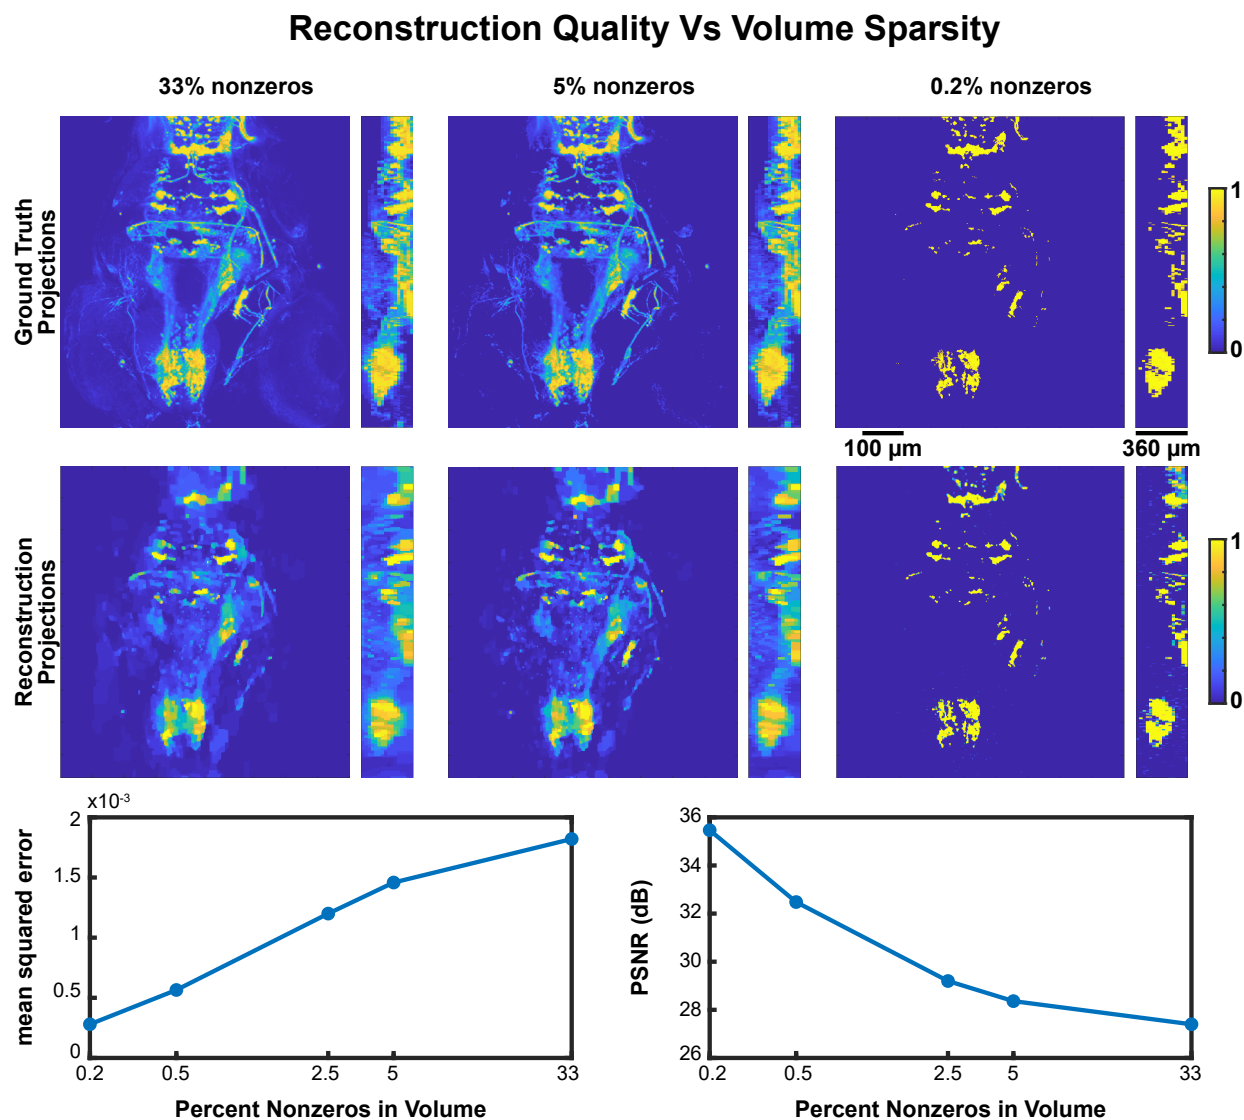 Reconstruction Quality Vs Volume Sparsity
33% nonzeros
5% nonzeros
0.2% nonzeros
Ground Truth
Projections
1
0
100 µm
360 µm
Reconstruction
Projections
1
0
x10-3
mean squared error
2
1.5
1
0.5
0
0.2
0.5
2.5
5
33
Percent Nonzeros in Volume
PSNR (dB)
36
34
32
30
28
26
0.2
0.5
2.5
5
33
Percent Nonzeros in Volume